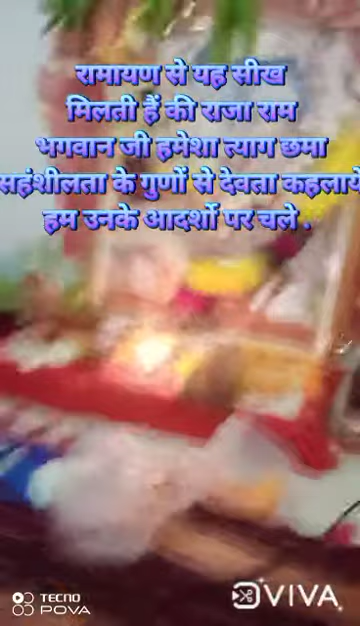 रामायण से यह सीख
मिलती हैं की राजा राम
भगवान जी हमेशा त्याग छमा
सहंशीलता के गुणों से देवता कहलाये
हम उनके आदर्शो पर चले .
TECNO
POVA
VIVA